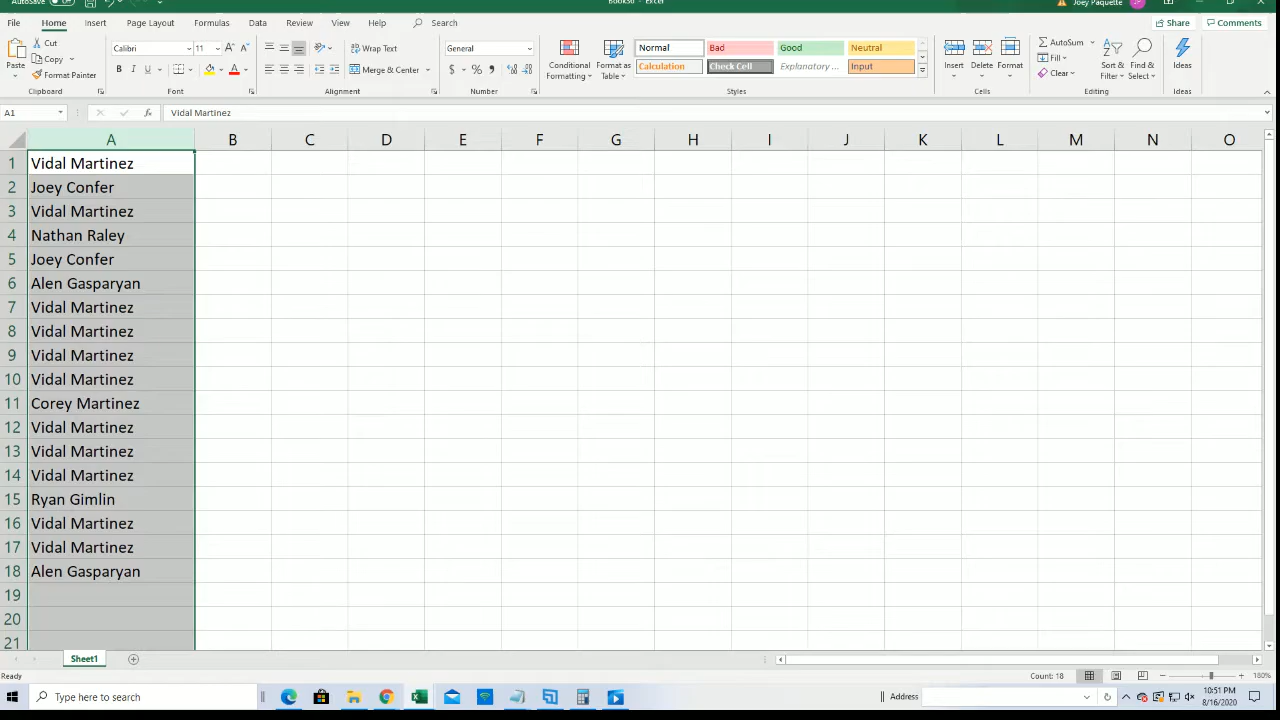 AutoSave Off Book30 - Excel Joey Paquette
File Home Insert Page Layout Formulas Data Review View Help Search Share Comments
Paste Cut Copy Format Painter Clipboard
Calibri 11 B I U A Font
Wrap Text Merge & Center Alignment
General $ % Number
Conditional Formatting Format as Table
Normal Bad Good Neutral
Calculation Check Cell Explanatory ... Input
Styles
Insert Delete Format Cells
AutoSum Fill Clear Sort & Filter Find & Select Editing
Ideas Ideas
A1 fx Vidal Martinez
A B C D E F G H I J K L M N O
1 Vidal Martinez
2 Joey Confer
3 Vidal Martinez
4 Nathan Raley
5 Joey Confer
6 Alen Gasparyan
7 Vidal Martinez
8 Vidal Martinez
9 Vidal Martinez
10 Vidal Martinez
11 Corey Martinez
12 Vidal Martinez
13 Vidal Martinez
14 Vidal Martinez
15 Ryan Gimlin
16 Vidal Martinez
17 Vidal Martinez
18 Alen Gasparyan
19
20
21
Sheet1
Ready Count: 18 180%
Type here to search Address 10:51 PM
8/16/2020